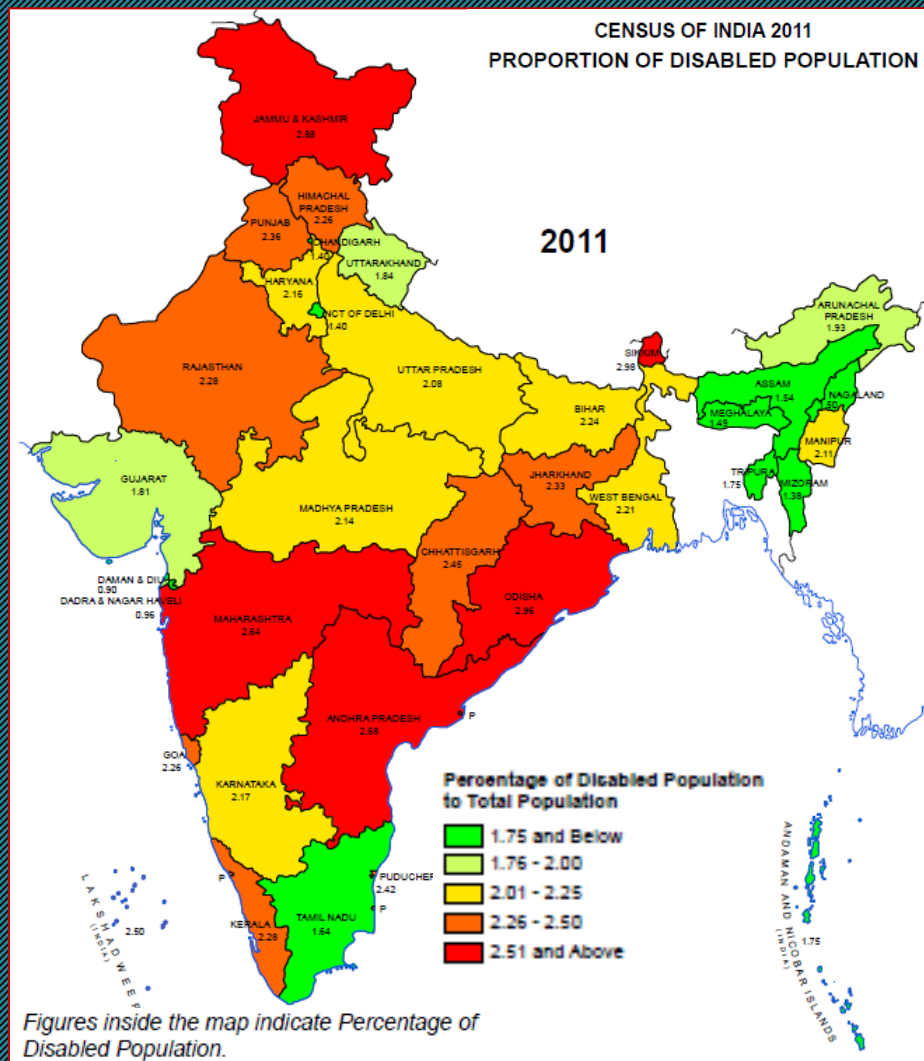 CENSUS OF INDIA 2011
PROPORTION OF DISABLED POPULATION
2011
JAMMU & KASHMIR
2.88
HIMACHAL
PRADESH
2.26
PUNJAB
2.36
CHANDIGARH
1.40
UTTARAKHAND
1.84
HARYANA
2.16
NCT OF DELHI
1.40
ARUNACHAL
PRADESH
1.93
RAJASTHAN
2.28
UTTAR PRADESH
2.08
SIKKIM
2.98
ASSAM
1.54
NAGALAND
1.50
BIHAR
2.24
MEGHALAYA
1.49
MANIPUR
2.11
GUJARAT
1.81
JHARKHAND
2.33
TRIPURA
1.75
MIZORAM
1.38
MADHYA PRADESH
2.14
WEST BENGAL
2.21
CHHATTISGARH
2.45
DAMAN & DIU
0.90
DADRA & NAGAR HAVELI
0.96
ODISHA
2.96
MAHARASHTRA
2.64
ANDHRA PRADESH
2.68
P
GOA
2.26
KARNATAKA
2.17
Percentage of Disabled Population
to Total Population
1.75 and Below
1.76 - 2.00
2.01 - 2.25
2.26 - 2.50
2.51 and Above
P
PUDUCHER
2.42
P
KERALA
2.28
TAMIL NADU
1.64
LAKSHADWEEP
(INDIA)
2.50
ANDAMAN AND NICOBAR ISLANDS
(INDIA)
1.75
Figures inside the map indicate Percentage of
Disabled Population.